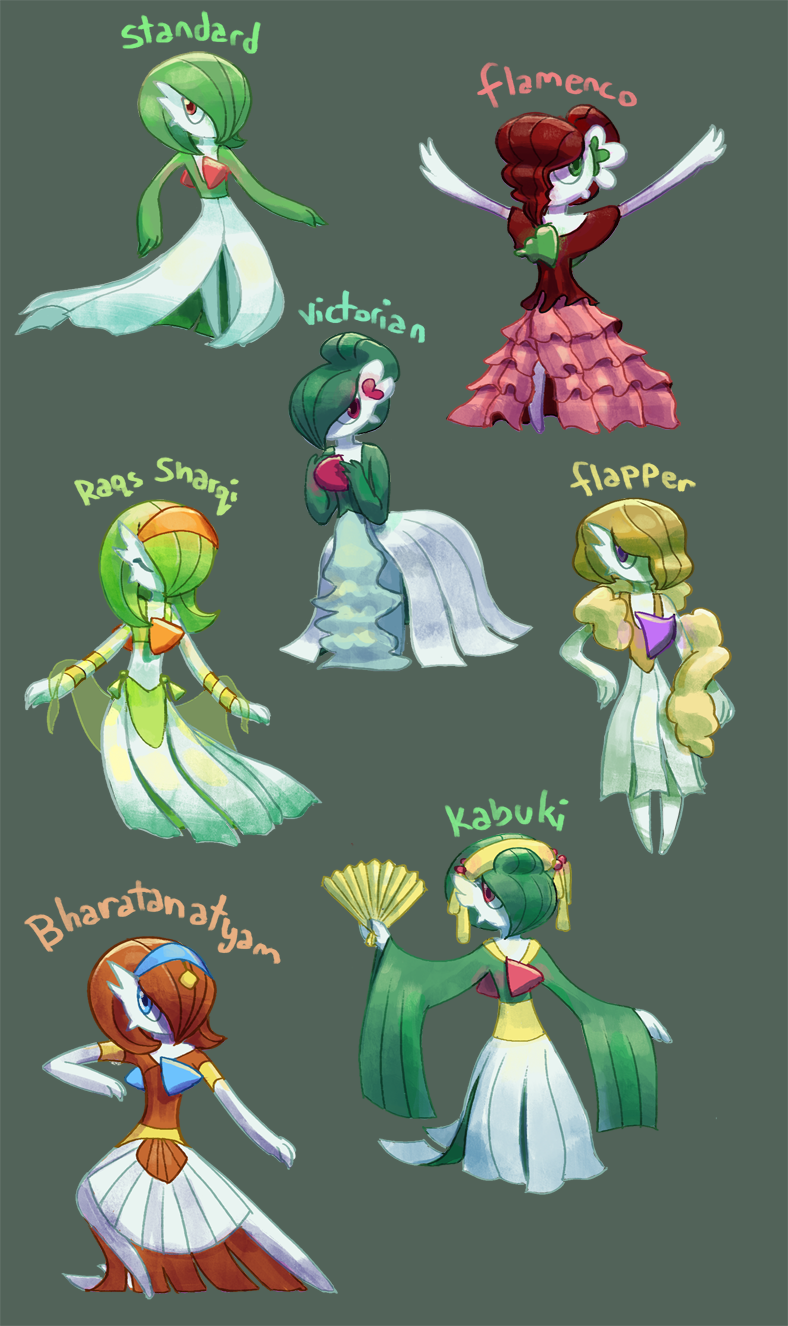 standard
flamenco
victorian
Raqs Sharqi
flapper
Kabuki
Bharatanatyam